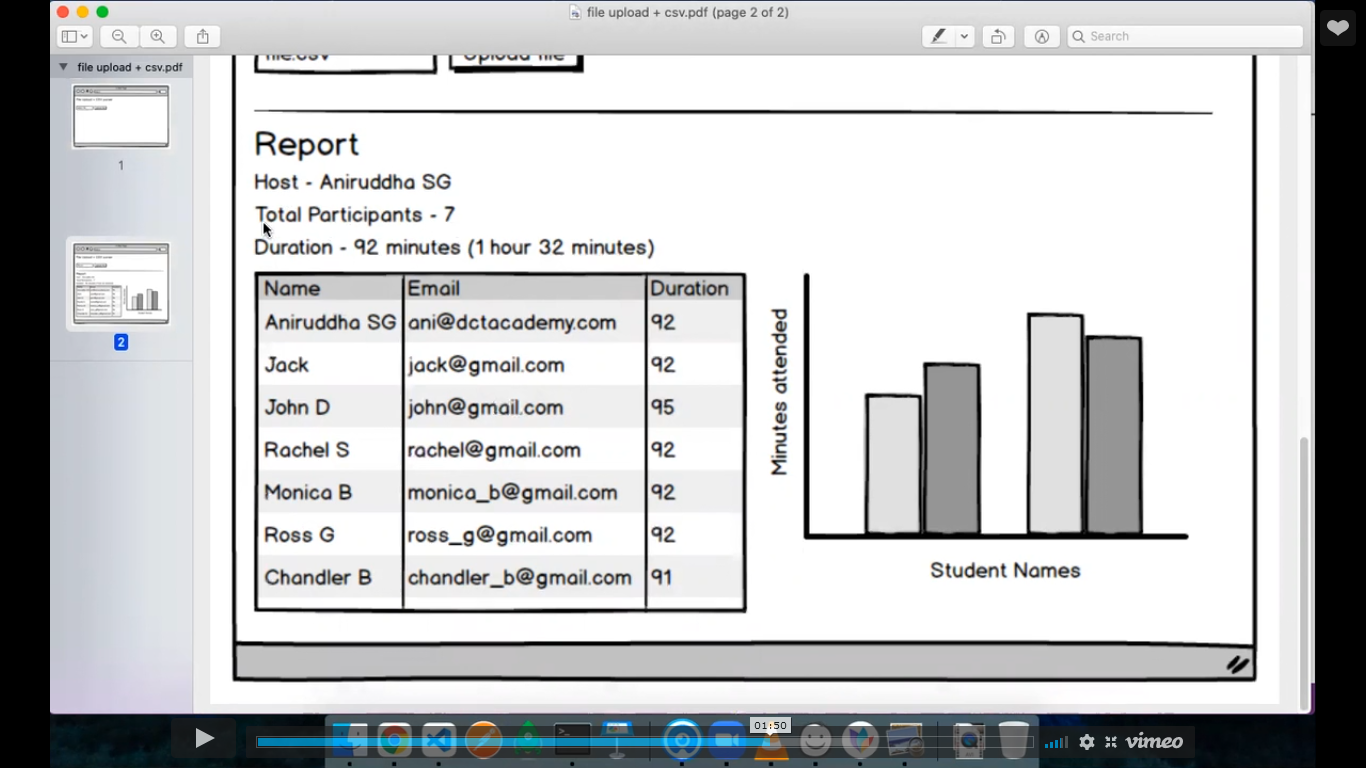 file upload + csv.pdf (page 2 of 2)
Search
file upload + csv.pdf
1
2
file.csv
Upload file
Report
Host - Aniruddha SG
Total Participants - 7
Duration - 92 minutes (1 hour 32 minutes)
Name Email Duration
Aniruddha SG ani@dctacademy.com 92
Jack jack@gmail.com 92
John D john@gmail.com 95
Rachel S rachel@gmail.com 92
Monica B monica_b@gmail.com 92
Ross G ross_g@gmail.com 92
Chandler B chandler_b@gmail.com 91
Minutes attended
Student Names
01:50
vimeo